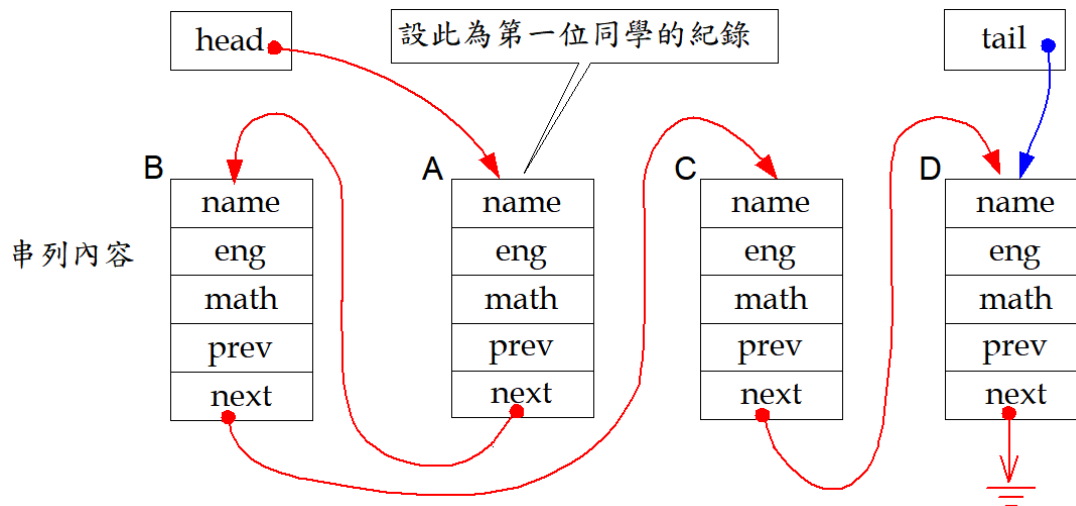 head
設此為第一位同學的紀錄
tail
B
A
C
D
串列內容
name
eng
math
prev
next
name
eng
math
prev
next
name
eng
math
prev
next
name
eng
math
prev
next